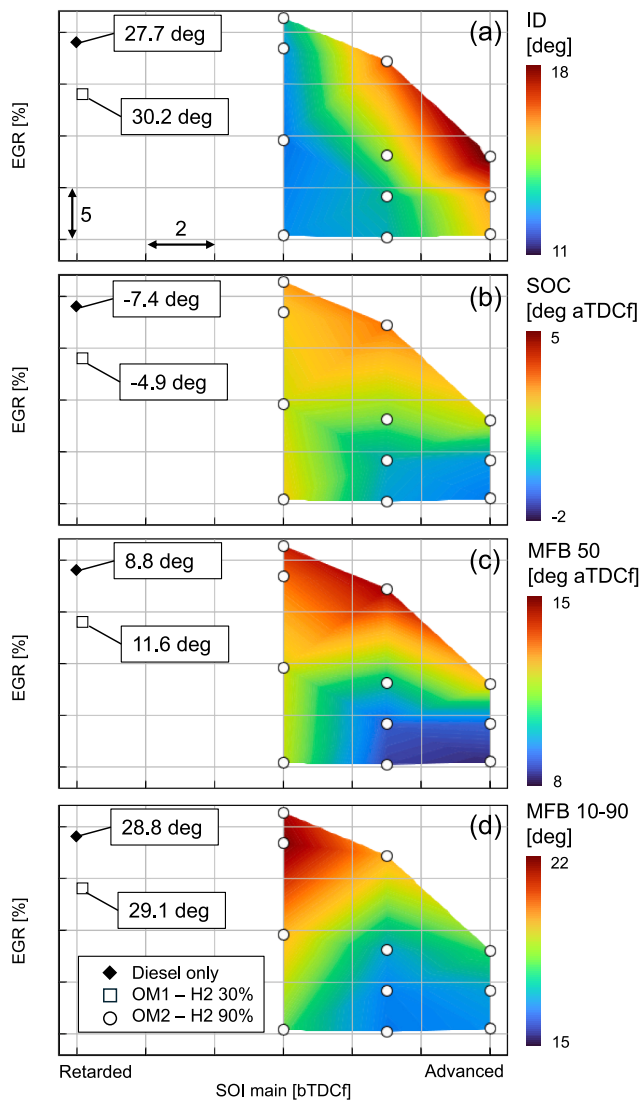 (a)
ID
[deg]
18
11
27.7 deg
30.2 deg
EGR [%]
5
2
(b)
SOC
[deg aTDCf]
5
-2
-7.4 deg
-4.9 deg
EGR [%]
(c)
MFB 50
[deg aTDCf]
15
8
8.8 deg
11.6 deg
EGR [%]
(d)
MFB 10-90
[deg]
22
15
28.8 deg
29.1 deg
EGR [%]
Diesel only
OM1 – H2 30%
OM2 – H2 90%
Retarded
Advanced
SOI main [bTDCf]